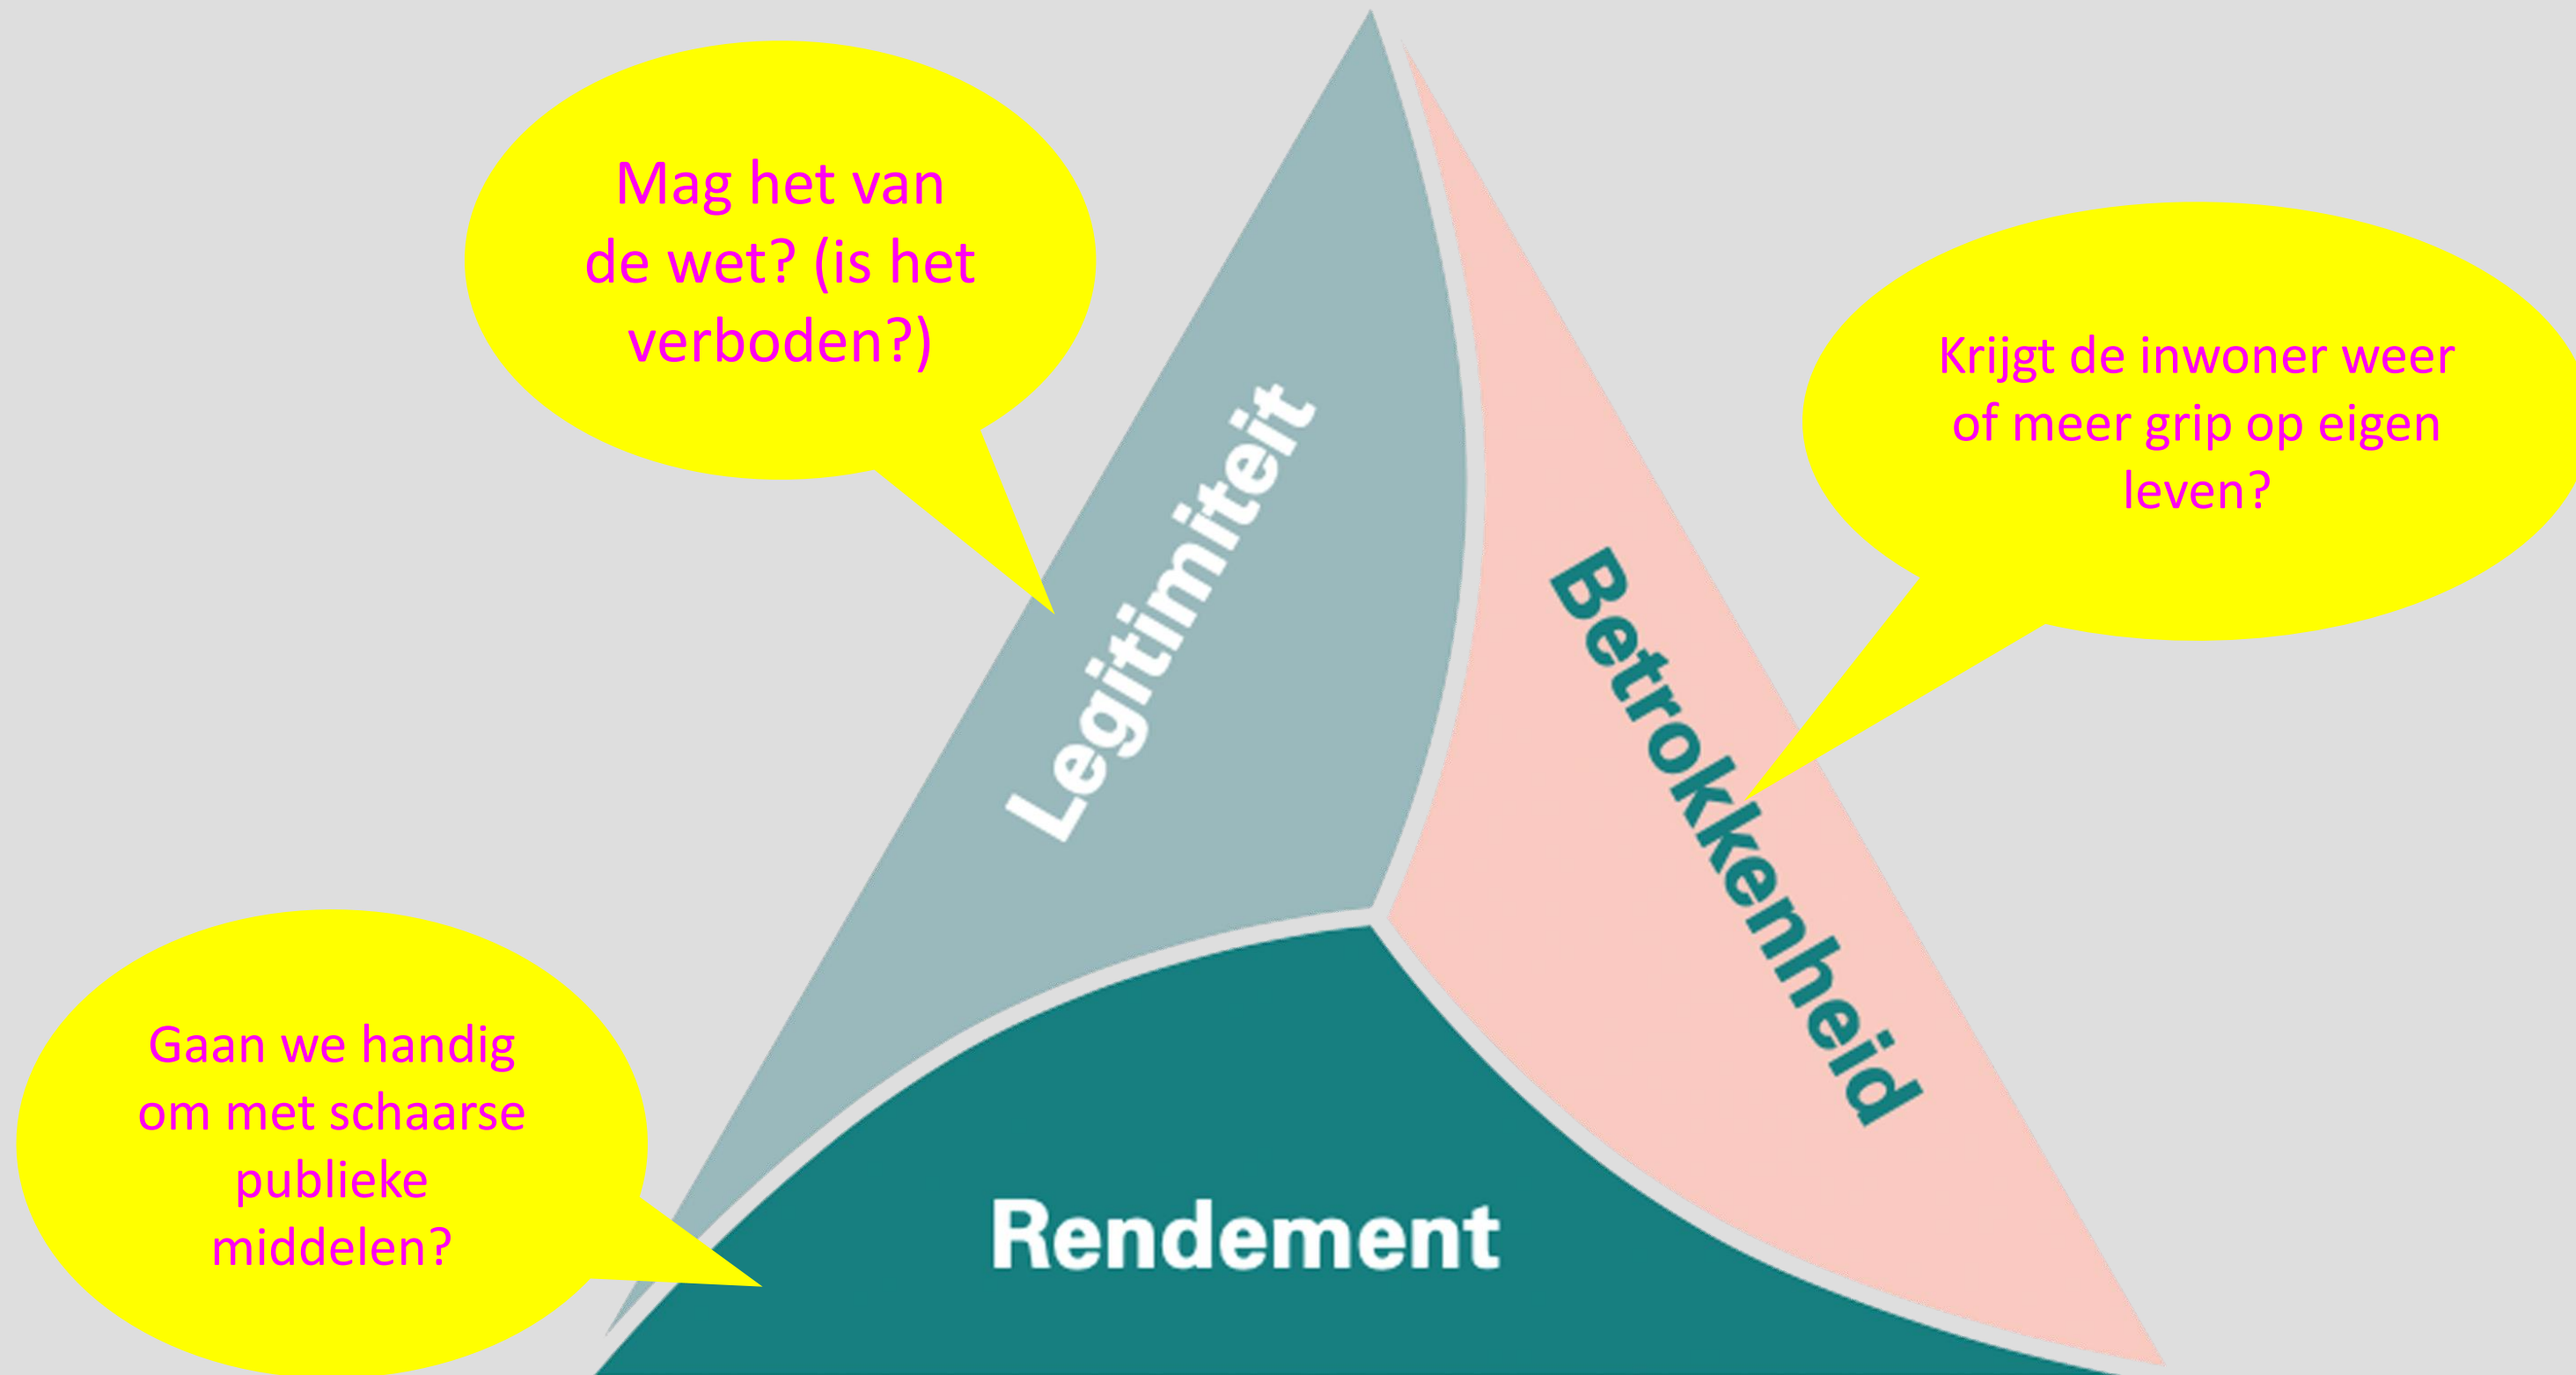 Mag het van
de wet? (is het
verboden?)
Krijgt de inwoner weer
of meer grip op eigen
leven?
Legitimiteit
Betrokkenheid
Gaan we handig
om met schaarse
publieke
middelen?
Rendement